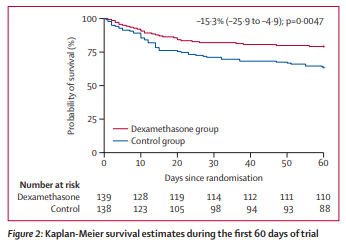 100
−15·3% (−25·9 to −4·9); p=0·0047
75
50
25
0
Probability of survival (%)
Dexamethasone group
Control group
0 10 20 30 40 50 60
Days since randomisation
Number at risk
Dexamethasone 139 128 119 114 112 111 110
Control 138 123 105 98 94 93 88
Figure 2: Kaplan-Meier survival estimates during the first 60 days of trial